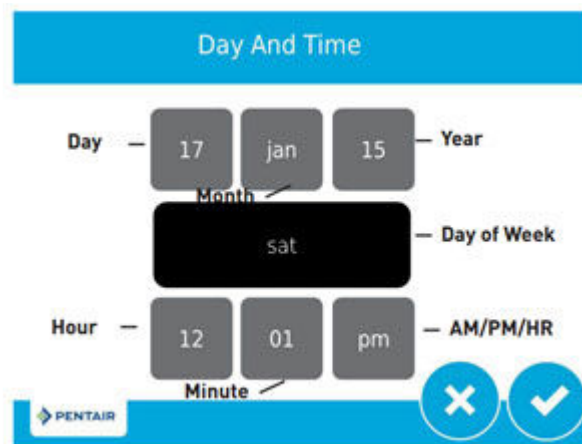 Day And Time
Day 17 jan 15 Year
Month
sat Day of Week
Hour 12 01 pm AM/PM/HR
Minute
PENTAIR